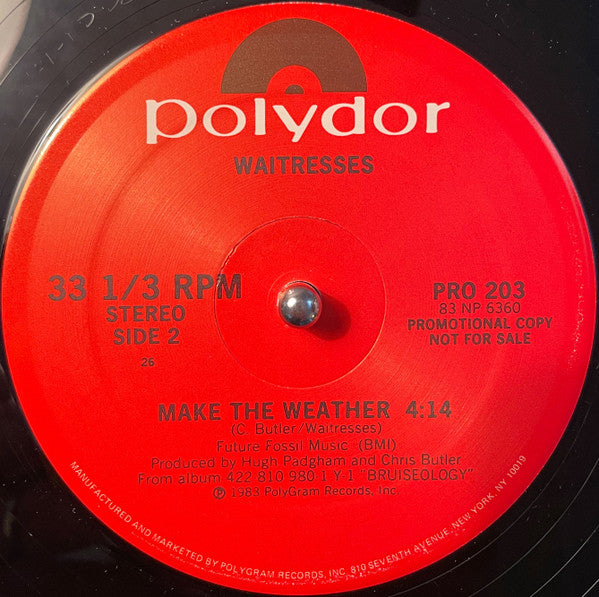 polydor
WAITRESSES
33 1/3 RPM
STEREO
SIDE 2
26
PRO 203
83 NP 6360
PROMOTIONAL COPY
NOT FOR SALE
MAKE THE WEATHER 4:14
(C. Butler/Waitresses)
Future Fossil Music (BMI)
Produced by Hugh Padgham and Chris Butler
From album 422 810 980-1 Y-1 "BRUISEOLOGY"
℗ 1983 PolyGram Records, Inc.
MANUFACTURED AND MARKETED BY POLYGRAM RECORDS, INC. 810 SEVENTH AVENUE, NEW YORK, N.Y. 10019